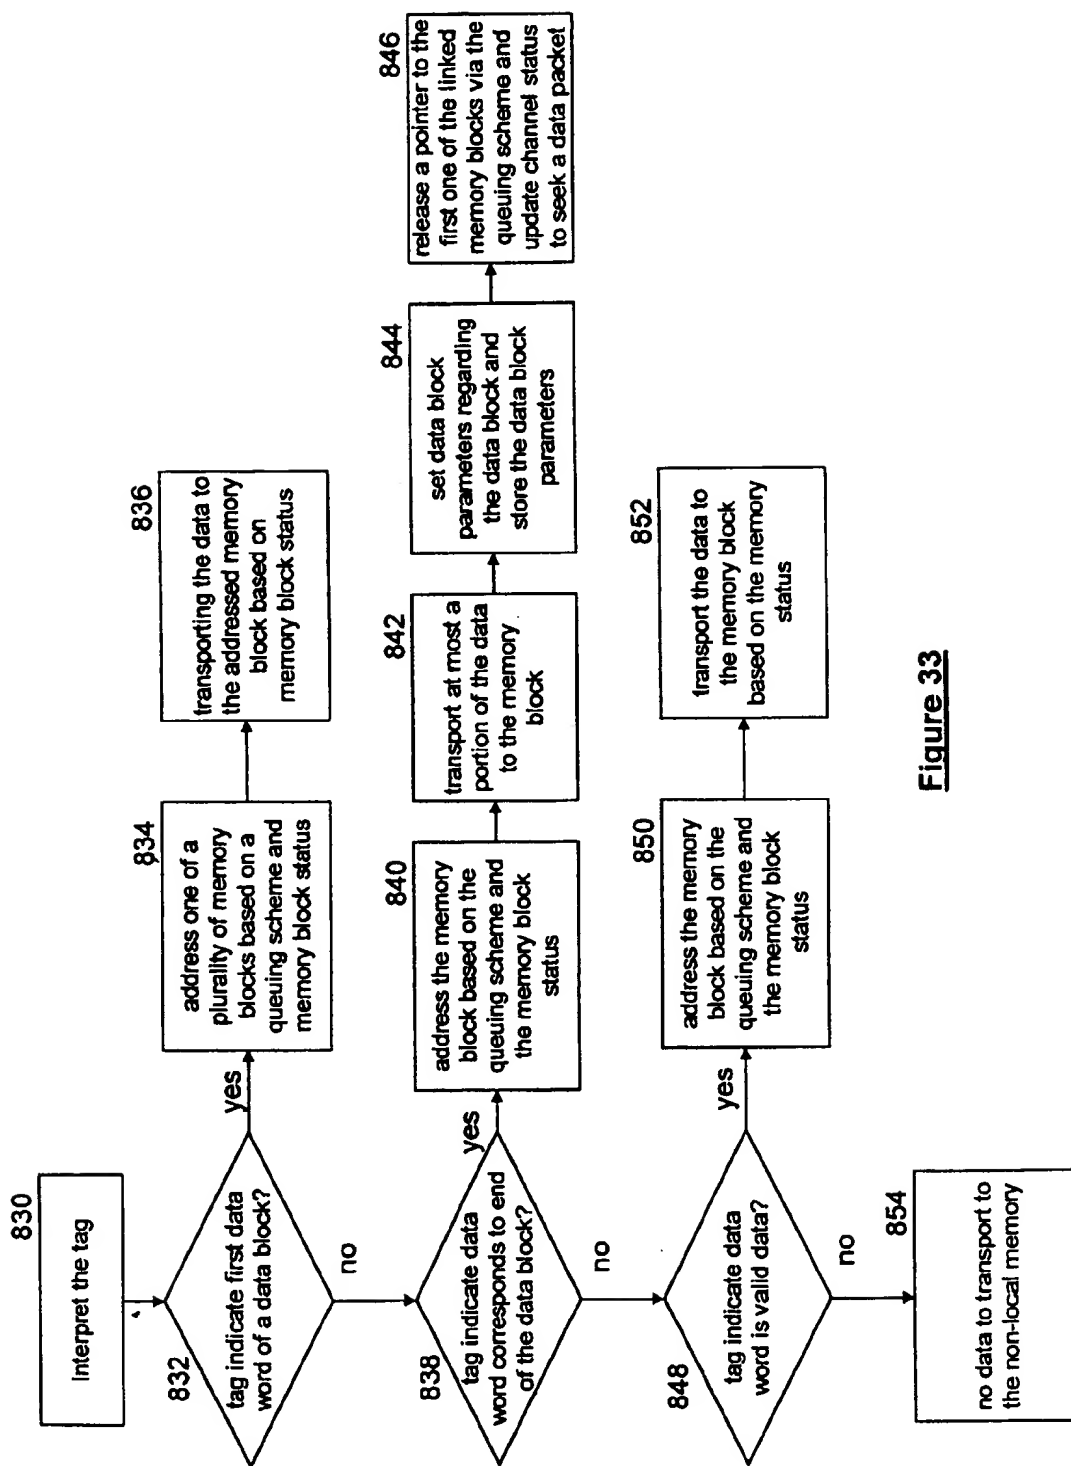 830
Interpret the tag
832
tag indicate first data
word of a data block?
yes
no
834
address one of a
plurality of memory
blocks based on a
queuing scheme and
memory block status
836
transporting the data to
the addressed memory
block based on
memory block status
838
tag indicate data
word corresponds to end
of the data block?
yes
no
840
address the memory
block based on the
queuing scheme and
the memory block
status
842
transport at most a
portion of the data
to the memory
block
844
set data block
parameters regarding
the data block and
store the data block
parameters
846
release a pointer to the
first one of the linked
memory blocks via the
queuing scheme and
update channel status
to seek a data packet
848
tag indicate data
word is valid data?
yes
no
850
address the memory
block based on the
queuing scheme and
the memory block
status
852
transport the data to
the memory block
based on the memory
status
854
no data to transport to
the non-local memory
Figure 33